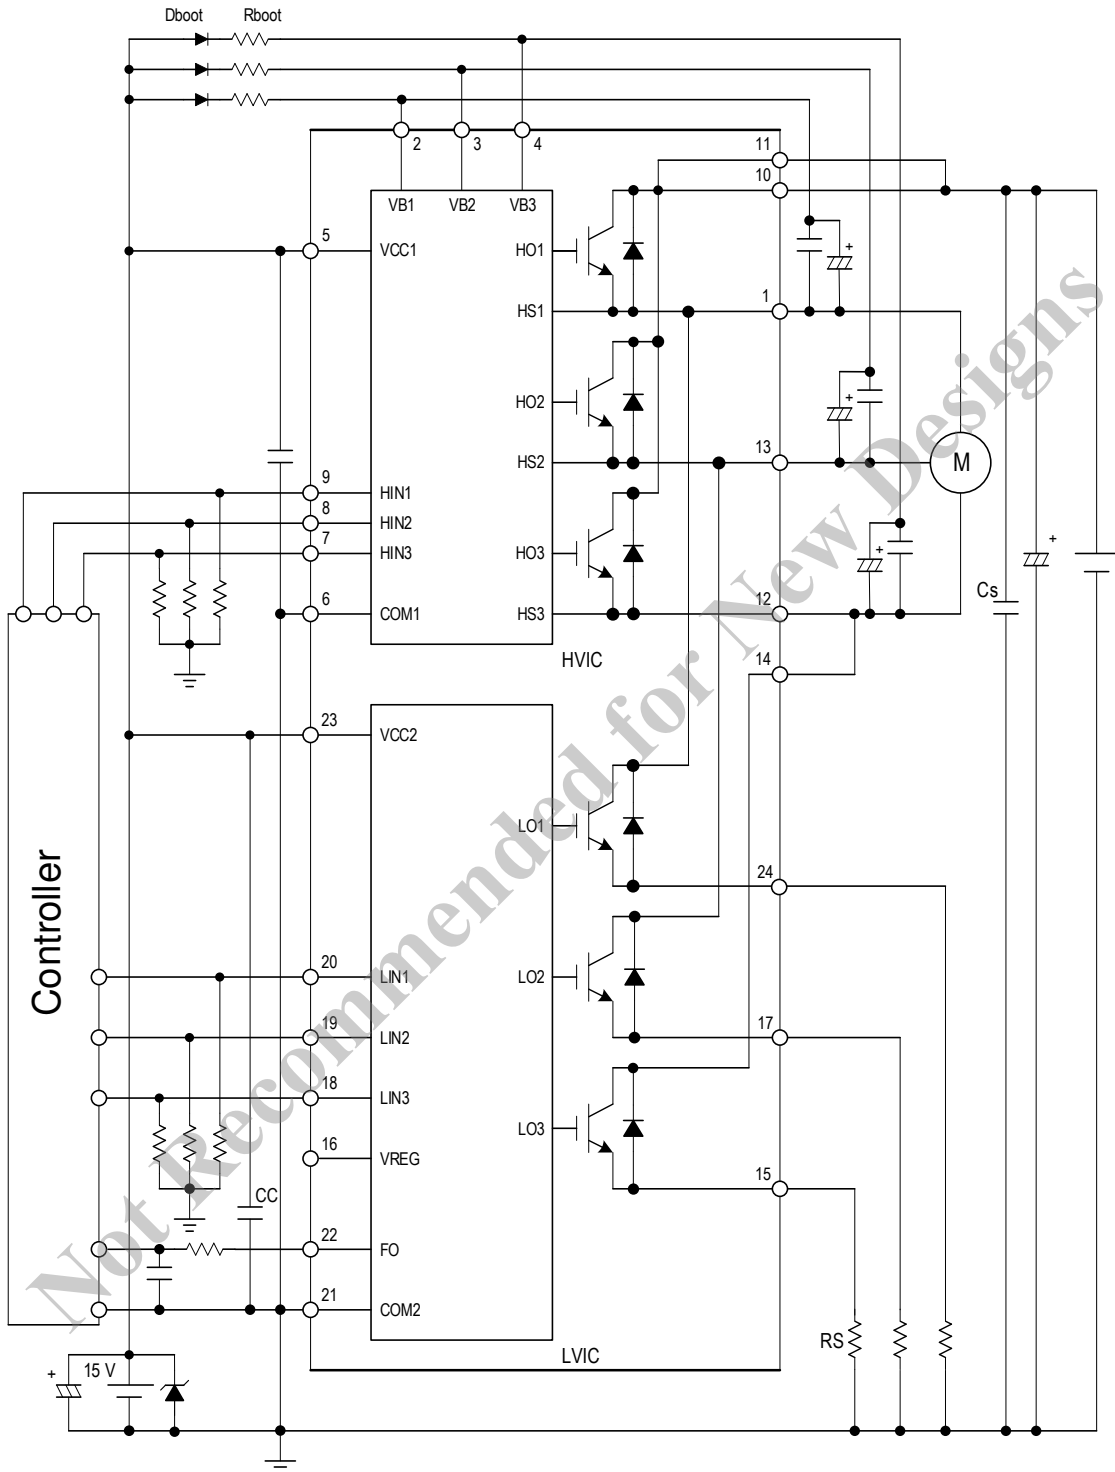 Dboot Rboot
2 3 4
11
10
VB1 VB2 VB3
5 VCC1 HO1
+
HS1 1
+
HO2
HS2 13 M
9 HIN1
8 HIN2
7 HIN3 HO3
+
+
Cs
6 COM1 HS3 12
HVIC 14
23 VCC2
LO1
Controller
24
20 LIN1 LO2
19 LIN2 17
18 LIN3
LO3
16 VREG
15
CC
22 FO
21 COM2
RS
LVIC
+ 15 V
Not Recommended for New Designs